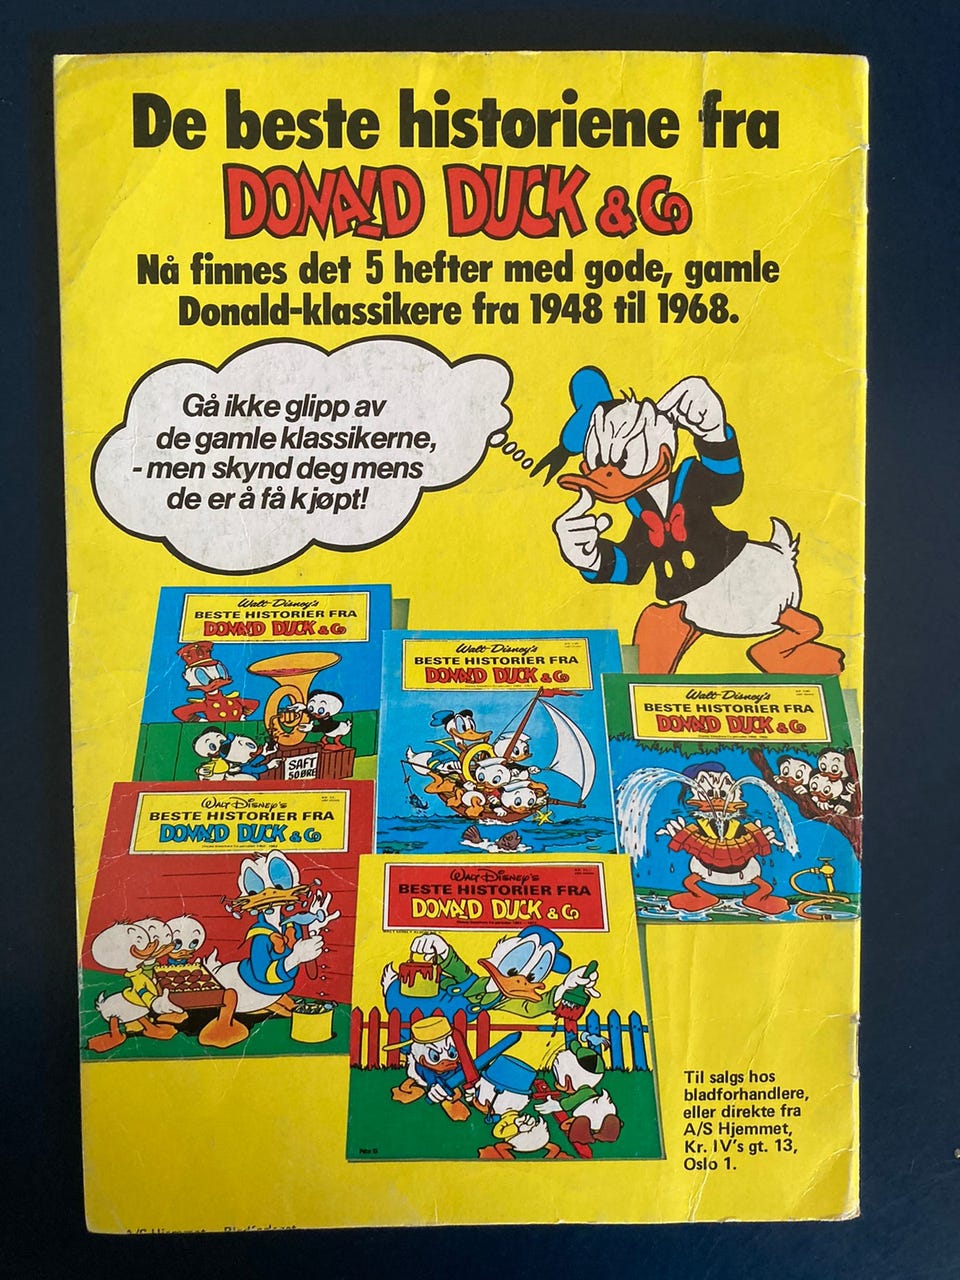 De beste historiene fra
DONALD DUCK & Co
Nå finnes det 5 hefter med gode, gamle
Donald-klassikere fra 1948 til 1968.
Gå ikke glipp av
de gamle klassikerne,
- men skynd deg mens
de er å få kjøpt!
Walt Disney's
BESTE HISTORIER FRA
DONALD DUCK & Co
SAFT
50 ØRE
Walt Disney's
BESTE HISTORIER FRA
DONALD DUCK & Co
Walt Disney's
BESTE HISTORIER FRA
DONALD DUCK & Co
Walt Disney's
BESTE HISTORIER FRA
DONALD DUCK & Co
Walt Disney's
BESTE HISTORIER FRA
DONALD DUCK & Co
Til salgs hos
bladforhandlere,
eller direkte fra
A/S Hjemmet,
Kr. IV's gt. 13,
Oslo 1.